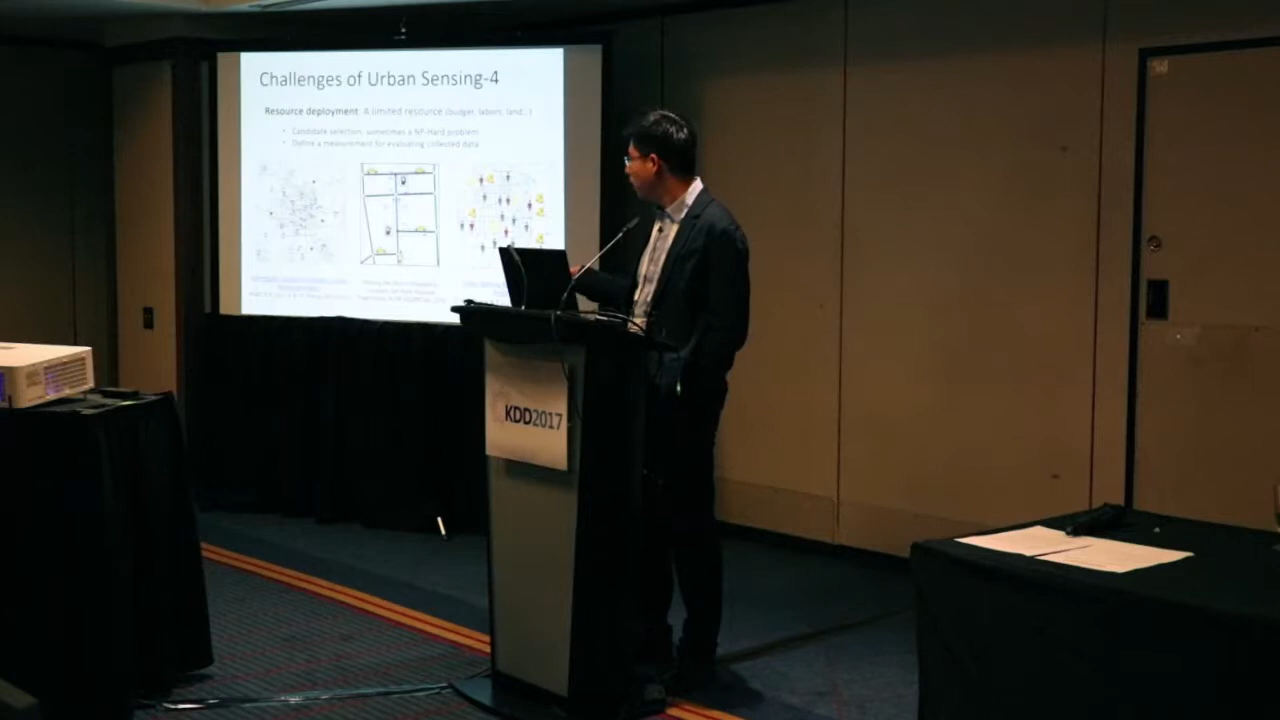 Challenges of Urban Sensing-4
Resource deployment: A limited resource (budget, labors, land…)
• Candidate selection, sometimes a NP-Hard problem
• Define a measurement for evaluating collected data
KDD2017